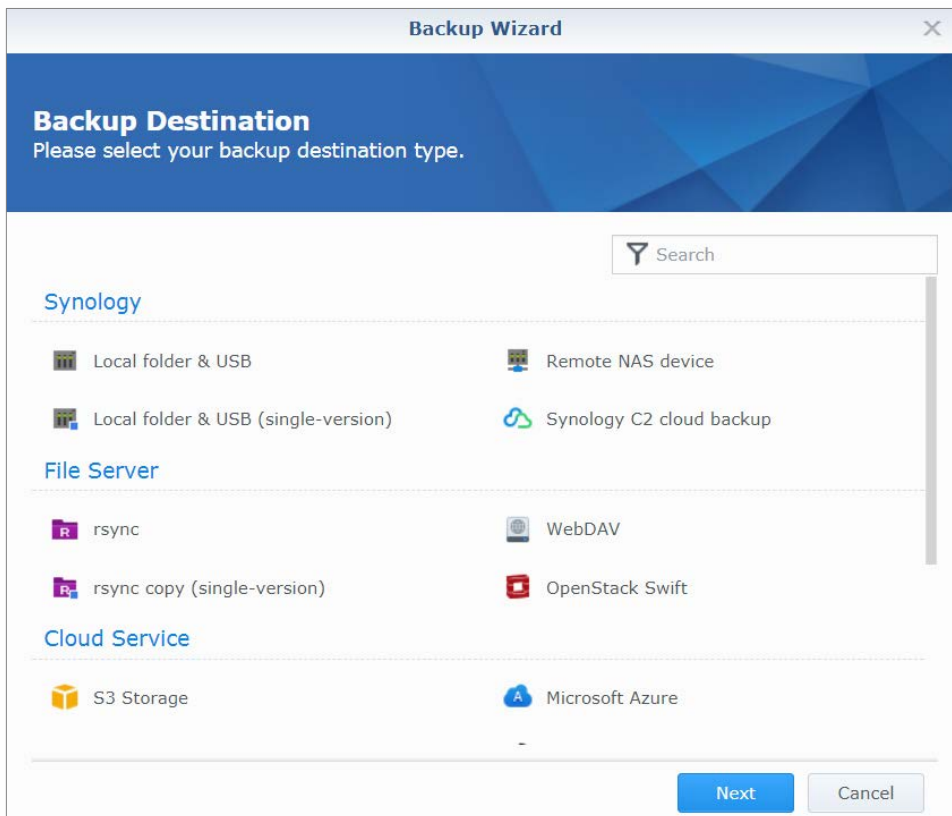 Backup Wizard
Backup Destination
Please select your backup destination type.
Search
Synology
Local folder & USB
Remote NAS device
Local folder & USB (single-version)
Synology C2 cloud backup
File Server
rsync
WebDAV
rsync copy (single-version)
OpenStack Swift
Cloud Service
S3 Storage
Microsoft Azure
Next
Cancel